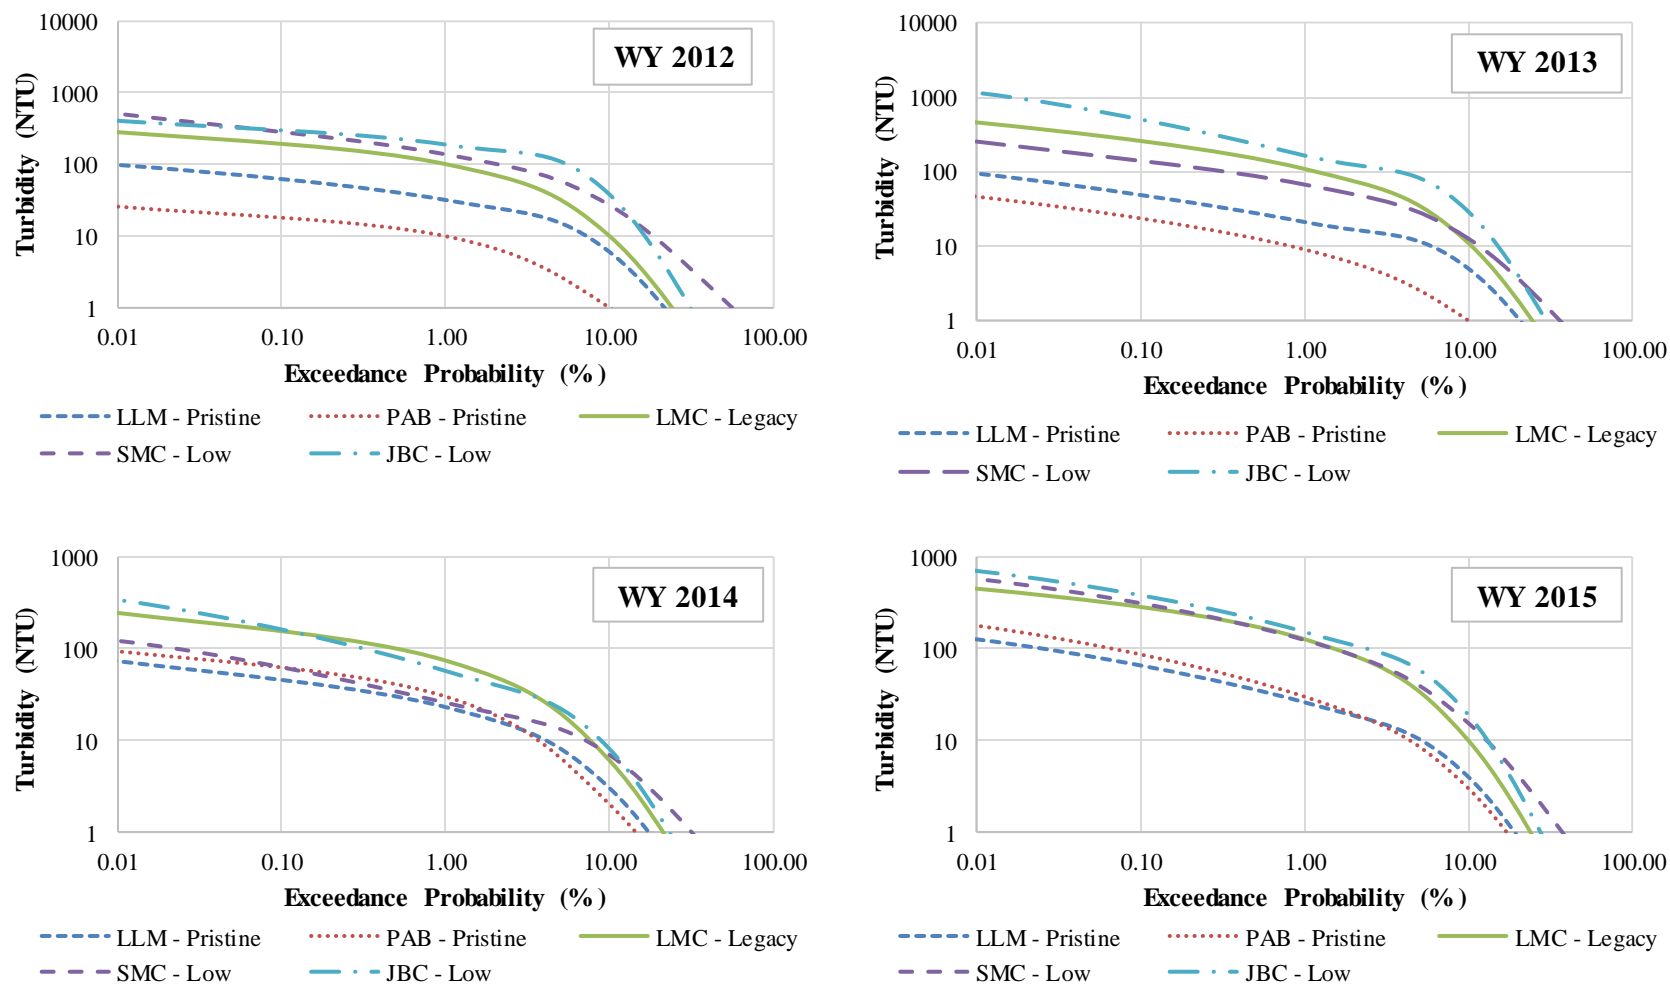 WY 2012
10000
1000
100
10
1
Turbidity (NTU)
0.01 0.10 1.00 10.00 100.00
Exceedance Probability (%)
LLM - Pristine PAB - Pristine LMC - Legacy
SMC - Low JBC - Low
WY 2013
10000
1000
100
10
1
Turbidity (NTU)
0.01 0.10 1.00 10.00 100.00
Exceedance Probability (%)
LLM - Pristine PAB - Pristine LMC - Legacy
SMC - Low JBC - Low
WY 2014
1000
100
10
1
Turbidity (NTU)
0.01 0.10 1.00 10.00 100.00
Exceedance Probability (%)
LLM - Pristine PAB - Pristine LMC - Legacy
SMC - Low JBC - Low
WY 2015
1000
100
10
1
Turbidity (NTU)
0.01 0.10 1.00 10.00 100.00
Exceedance Probability (%)
LLM - Pristine PAB - Pristine LMC - Legacy
SMC - Low JBC - Low